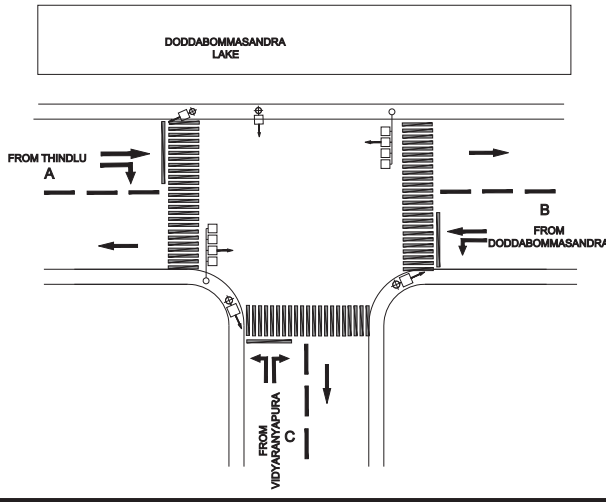 DODDABOMMASANDRA
LAKE
FROM THINDLU
A
B
FROM
DODDABOMMASANDRA
C
FROM
VIDYARANYAPURA